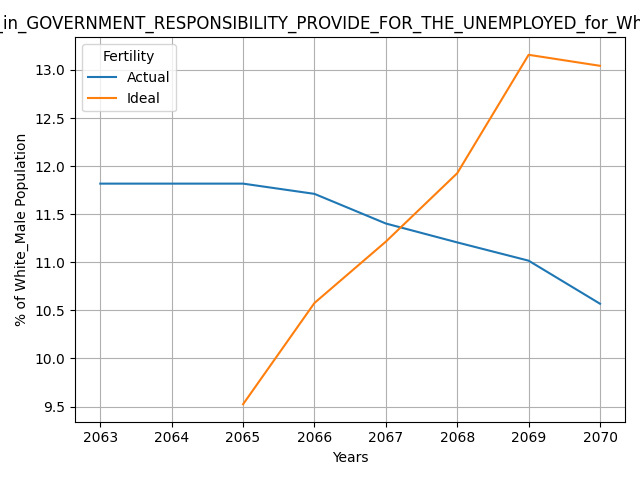 _in_GOVERNMENT_RESPONSIBILITY_PROVIDE_FOR_THE_UNEMPLOYED_for_Wh
Fertility
Actual
Ideal
13.0
12.5
12.0
11.5
11.0
10.5
10.0
9.5
% of White_Male Population
2063 2064 2065 2066 2067 2068 2069 2070
Years